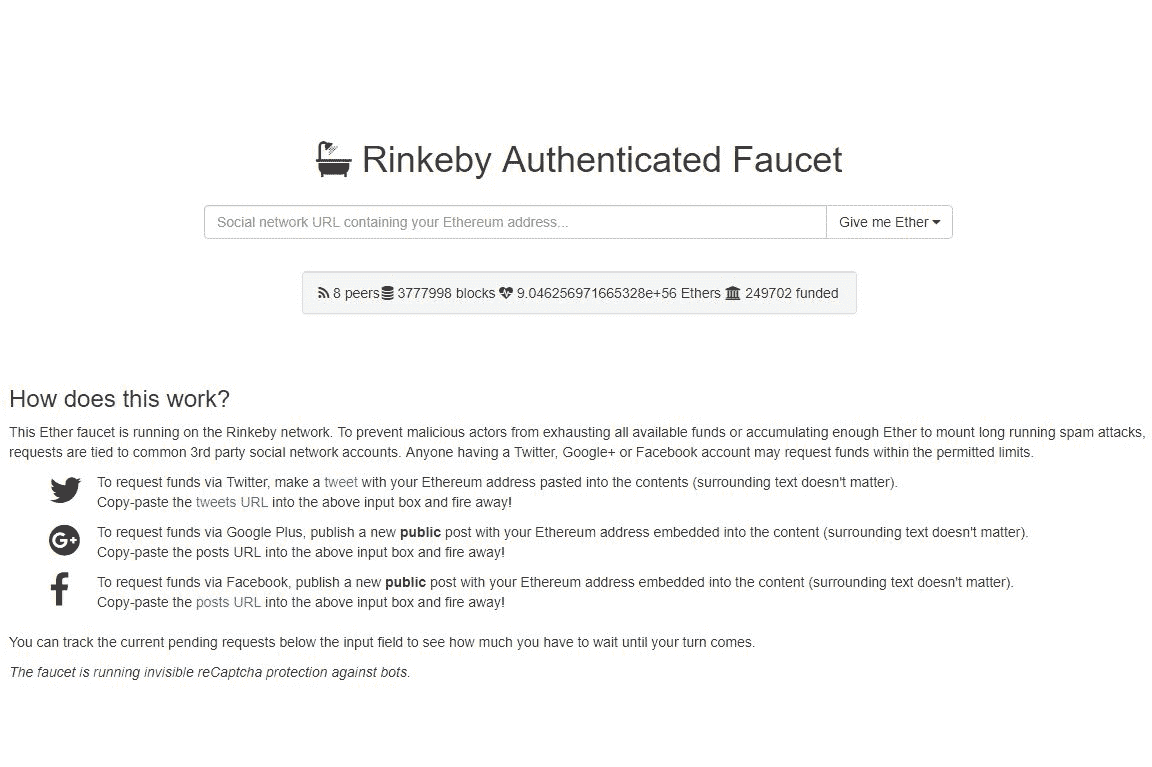 Rinkeby Authenticated Faucet
Social network URL containing your Ethereum address...
Give me Ether
8 peers 3777998 blocks 9.046256971665328e+56 Ethers 249702 funded
How does this work?
This Ether faucet is running on the Rinkeby network. To prevent malicious actors from exhausting all available funds or accumulating enough Ether to mount long running spam attacks,
requests are tied to common 3rd party social network accounts. Anyone having a Twitter, Google+ or Facebook account may request funds within the permitted limits.
To request funds via Twitter, make a tweet with your Ethereum address pasted into the contents (surrounding text doesn't matter).
Copy-paste the tweets URL into the above input box and fire away!
G+
To request funds via Google Plus, publish a new public post with your Ethereum address embedded into the content (surrounding text doesn't matter).
Copy-paste the posts URL into the above input box and fire away!
f
To request funds via Facebook, publish a new public post with your Ethereum address embedded into the content (surrounding text doesn't matter).
Copy-paste the posts URL into the above input box and fire away!
You can track the current pending requests below the input field to see how much you have to wait until your turn comes.
The faucet is running invisible reCaptcha protection against bots.